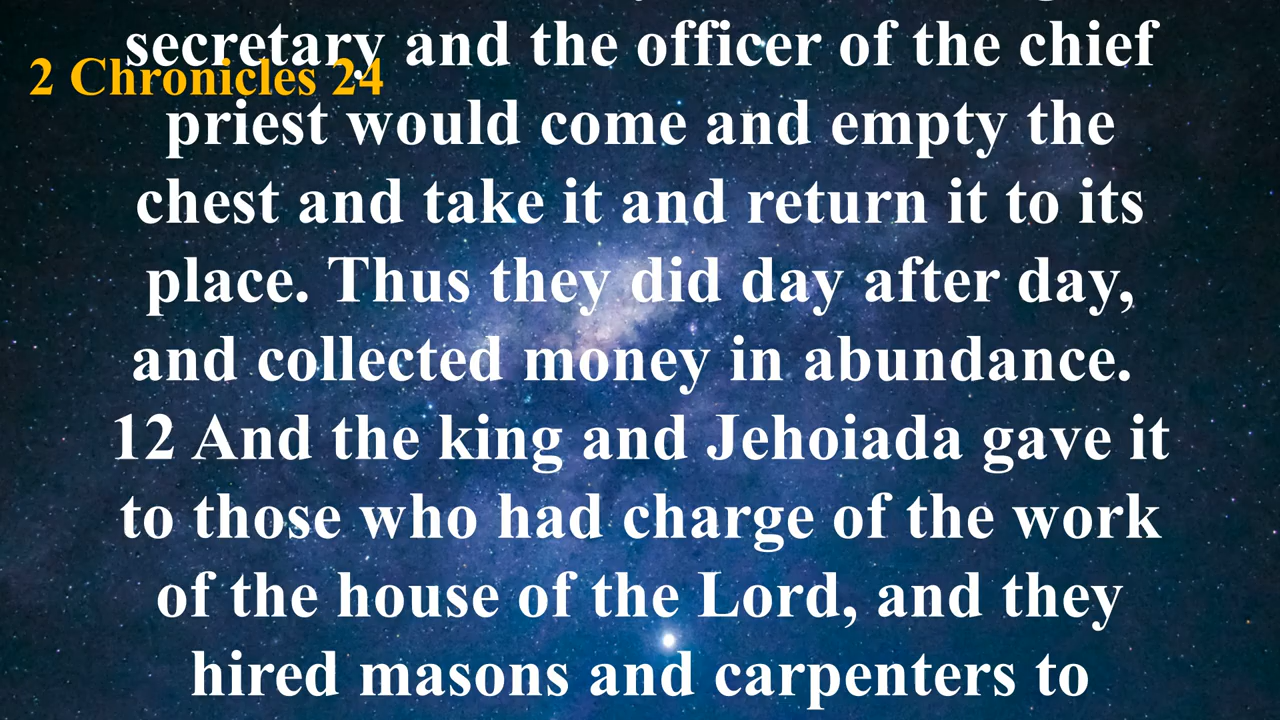 secretary and the officer of the chief
2 Chronicles 24
priest would come and empty the
chest and take it and return it to its
place. Thus they did day after day,
and collected money in abundance.
12 And the king and Jehoiada gave it
to those who had charge of the work
of the house of the Lord, and they
hired masons and carpenters to